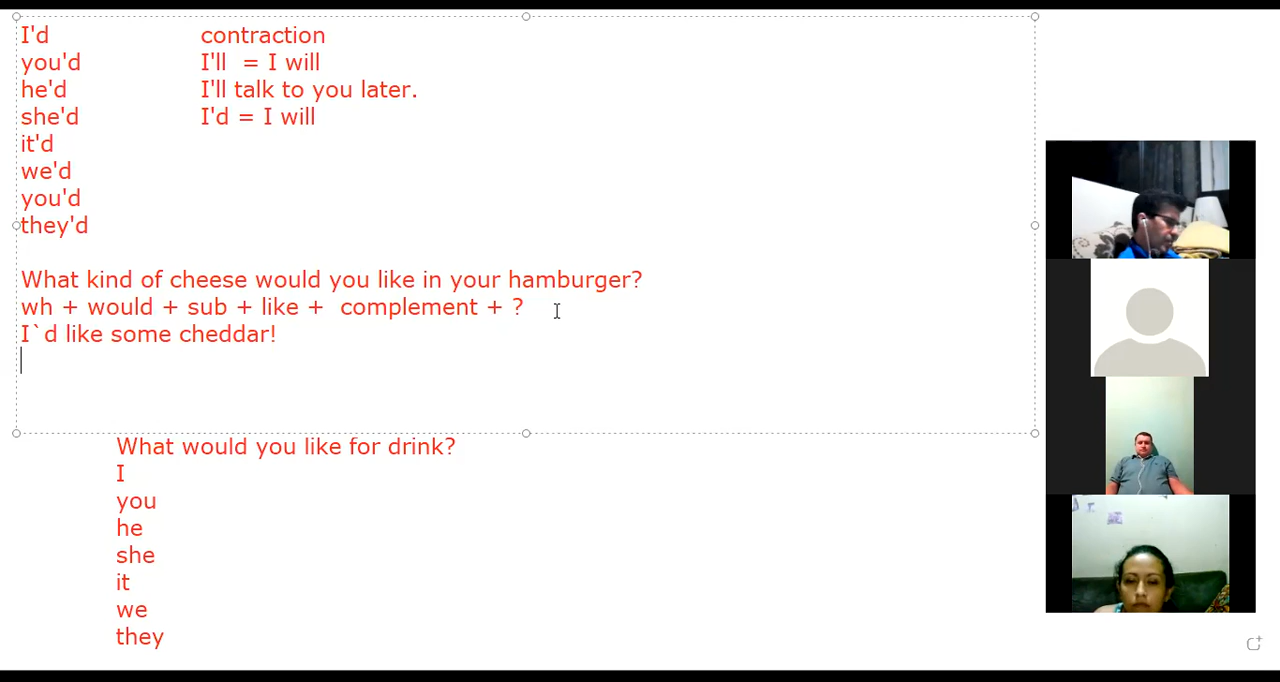 I'd contraction
you'd I'll = I will
he'd I'll talk to you later.
she'd I'd = I will
it'd
we'd
you'd
they'd
What kind of cheese would you like in your hamburger?
wh + would + sub + like + complement + ?
I`d like some cheddar!
What would you like for drink?
I
you
he
she
it
we
they